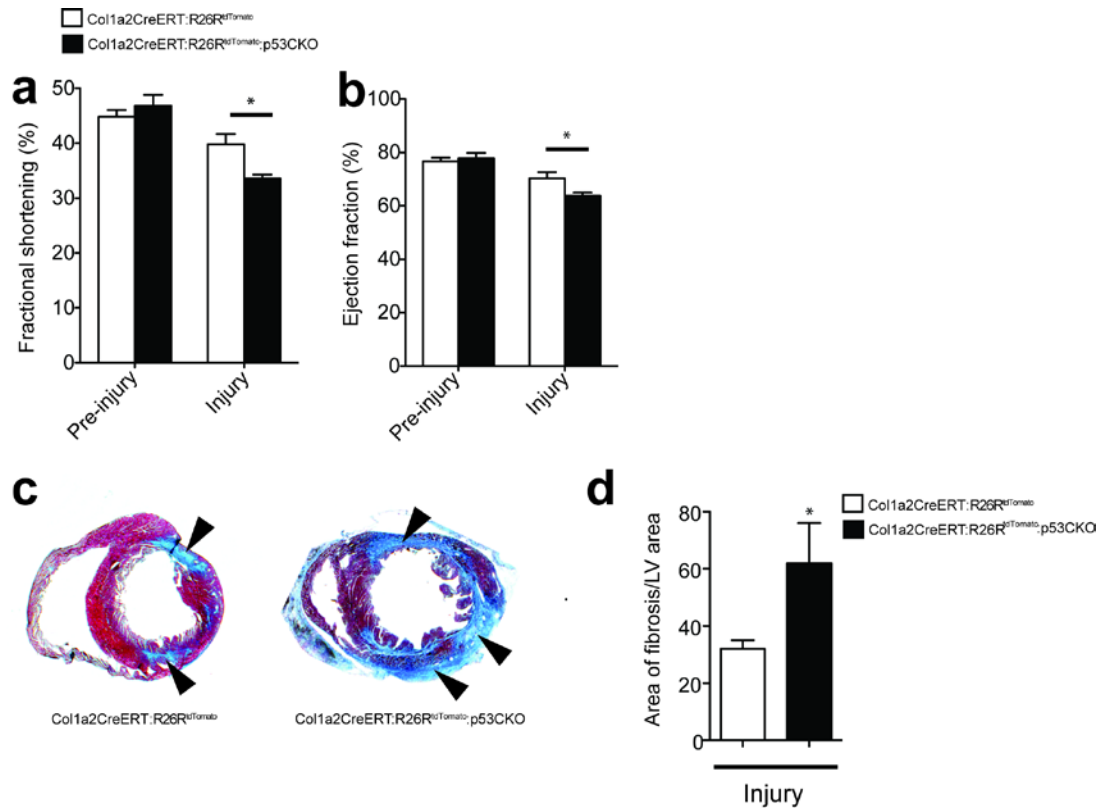 Col1a2CreERT:R26RtdTomato
Col1a2CreERT:R26RtdTomato:p53CKO
a
Fractional shortening (%)
50
40
30
20
10
0
*
Pre-injury
Injury
b
Ejection fraction (%)
100
80
60
40
20
0
*
Pre-injury
Injury
c
Col1a2CreERT:R26RtdTomato
Col1a2CreERT:R26RtdTomato:p53CKO
d
Area of fibrosis/LV area
80
60
40
20
0
*
Col1a2CreERT:R26RtdTomato
Col1a2CreERT:R26RtdTomato:p53CKO
Injury